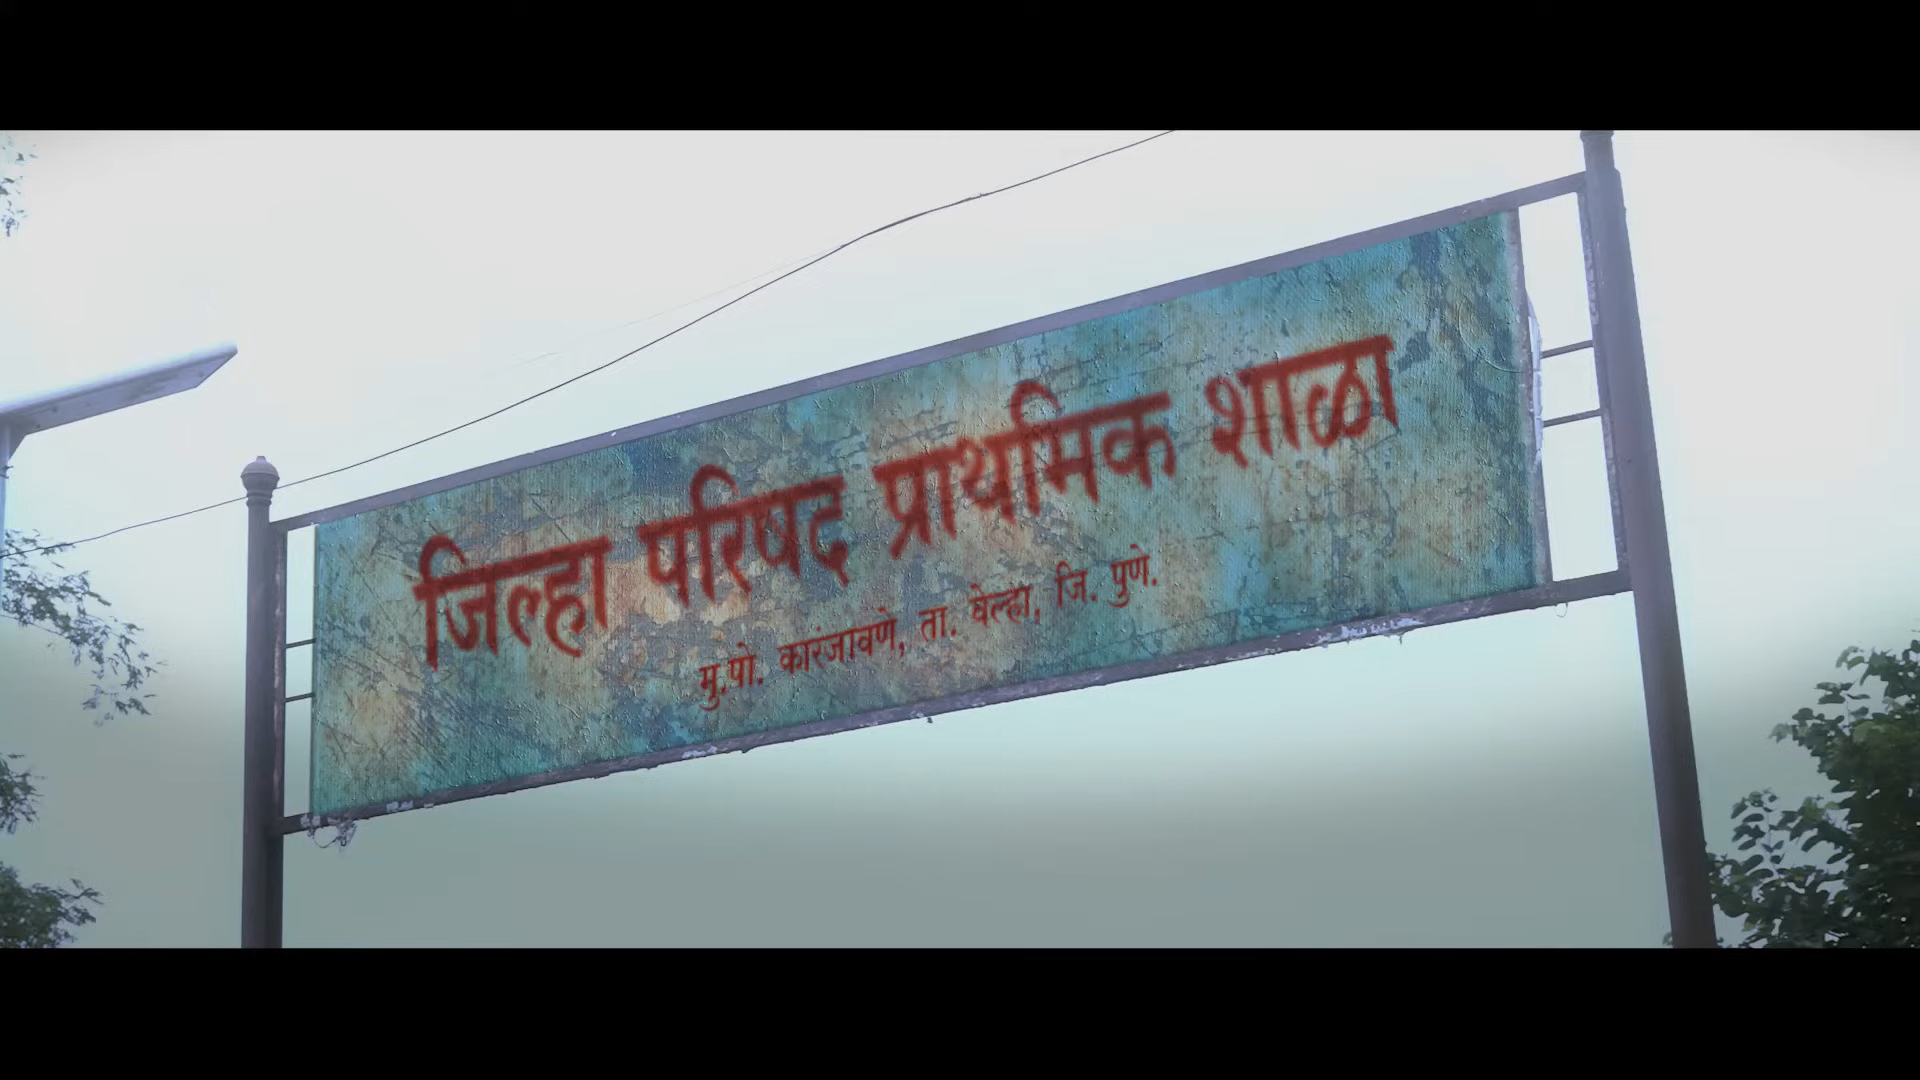 जिल्हा परिषद प्राथमिक शाळा
मु.पो. कारंजावणे, ता. वेल्हा, जि. पुणे.